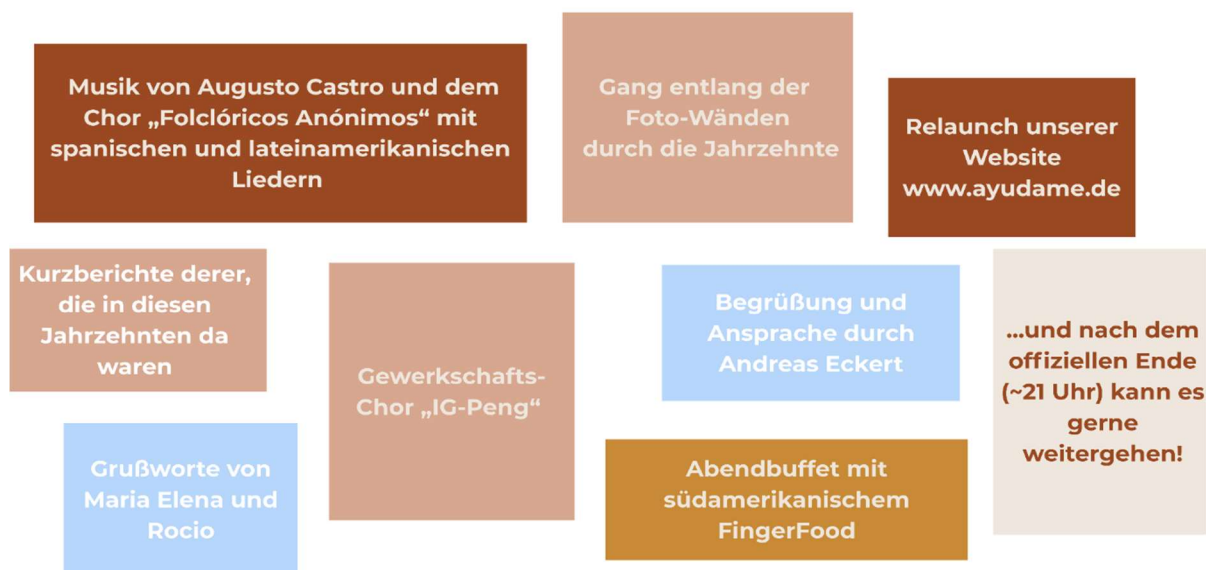 Musik von Augusto Castro und dem
Chor „Folclóricos Anónimos“ mit
spanischen und lateinamerikanischen
Liedern
Gang entlang der
Foto-Wänden
durch die Jahrzehnte
Relaunch unserer
Website
www.ayudame.de
Kurzberichte derer,
die in diesen
Jahrzehnten da
waren
Gewerkschafts-
Chor „IG-Peng“
Begrüßung und
Ansprache durch
Andreas Eckert
...und nach dem
offiziellen Ende
(~21 Uhr) kann es
gerne
weitergehen!
Grußworte von
Maria Elena und
Rocio
Abendbuffet mit
südamerikanischem
FingerFood